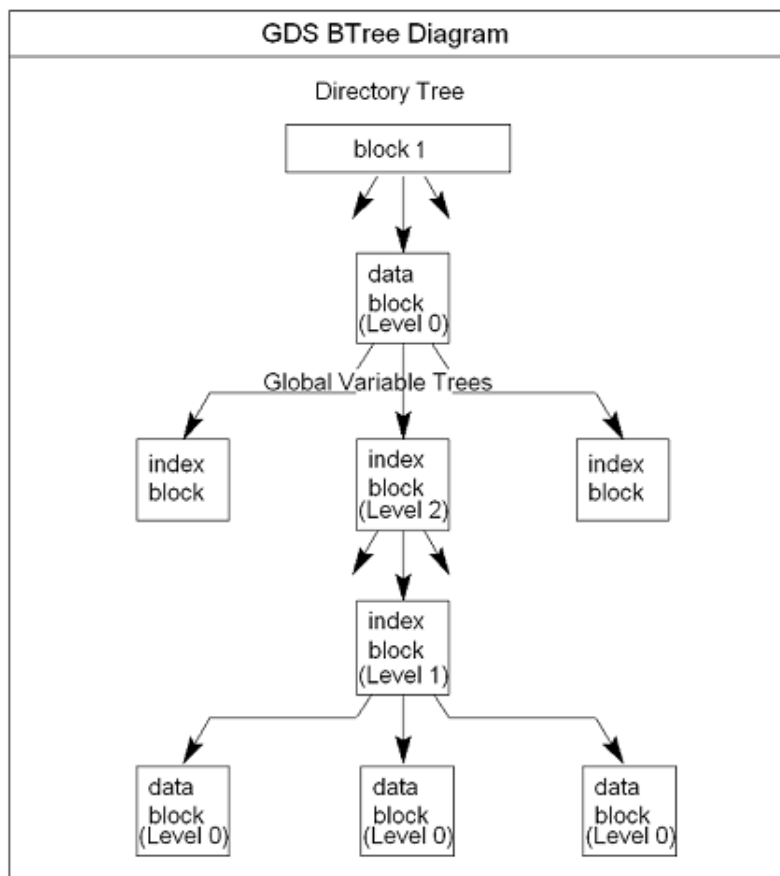 GDS BTree Diagram
Directory Tree
block 1
data
block
(Level 0)
Global Variable Trees
index
block
index
block
(Level 2)
index
block
index
block
(Level 1)
data
block
(Level 0)
data
block
(Level 0)
data
block
(Level 0)